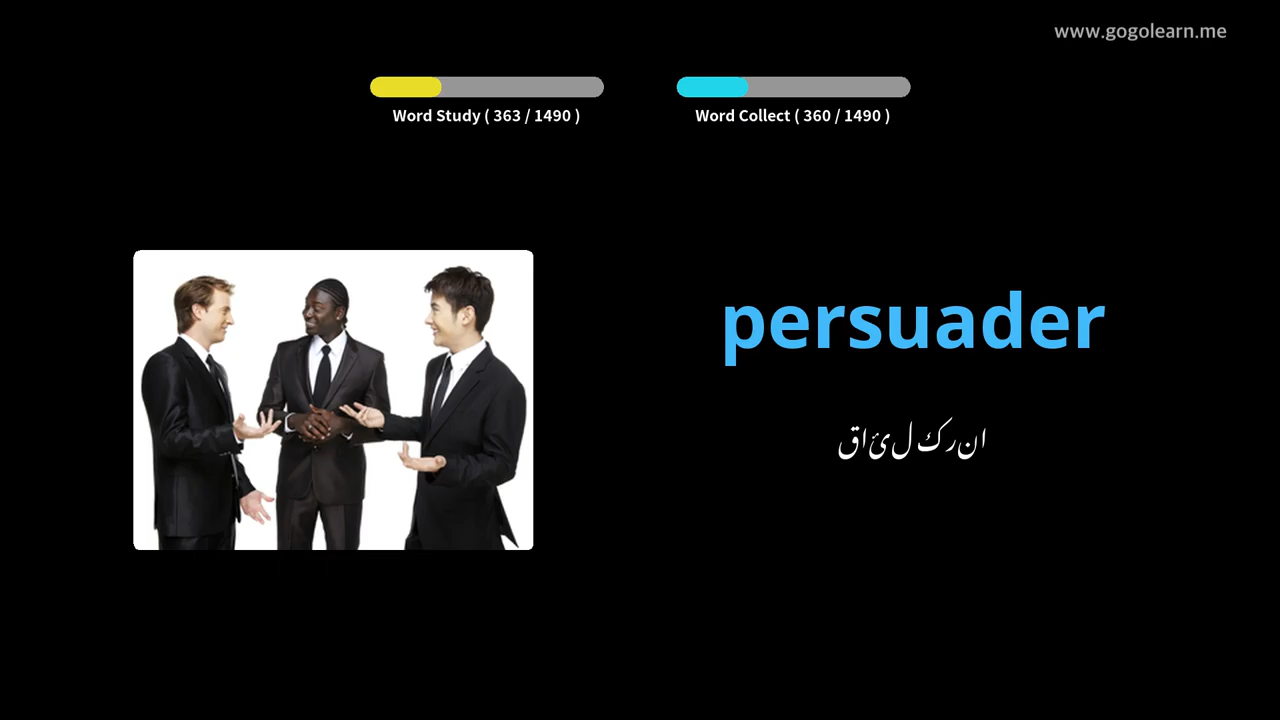 www.gogolearn.me
Word Study ( 363 / 1490 )
Word Collect ( 360 / 1490 )
persuader
قائل کرنا